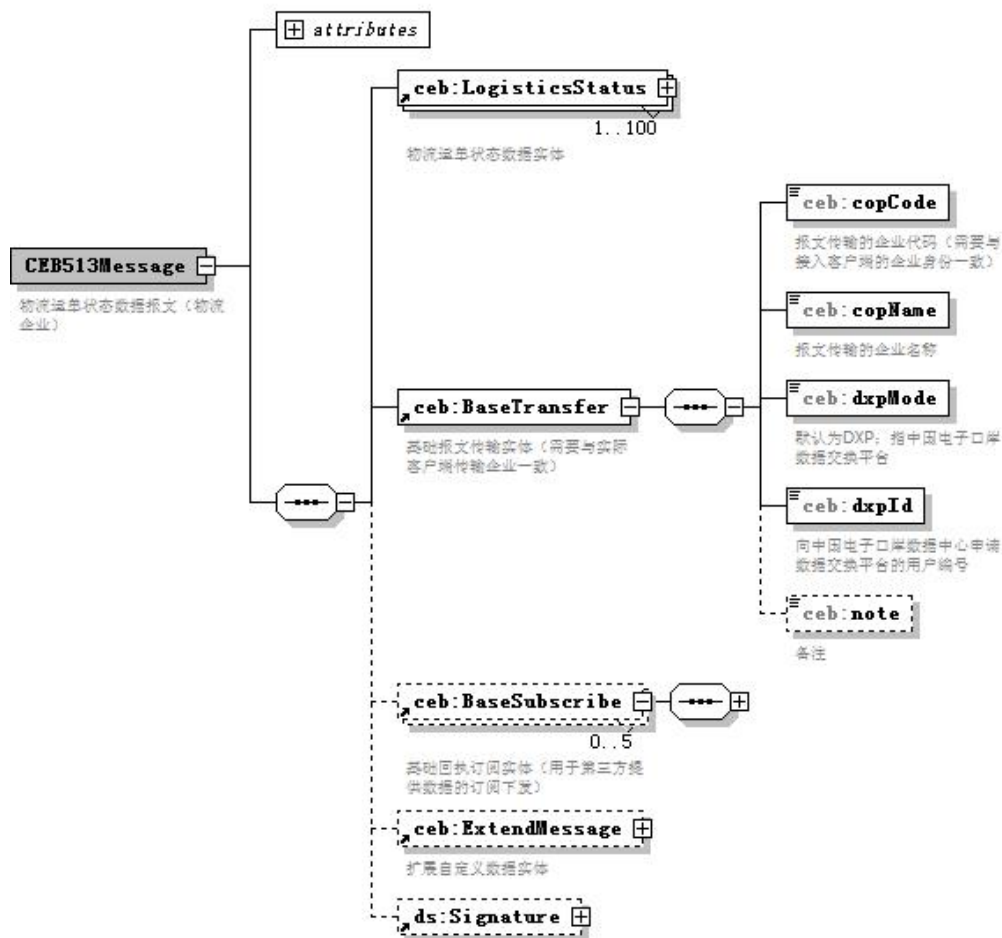 attributes
ceb:LogisticsStatus
1..100
物流运单状态数据实体
CEB513Message
物流运单状态数据报文（物流
企业）
ceb:BaseTransfer
基础报文传输实体（需要与实际
客户端传输企业一致）
ceb:copCode
报文传输的企业代码（需要与
接入客户端的企业身份一致）
ceb:copName
报文传输的企业名称
ceb:dxpMode
默认为DXP；指中国电子口岸
数据交换平台
ceb:dxpId
向中国电子口岸数据中心申请
数据交换平台的用户编号
ceb:note
备注
ceb:BaseSubscribe
0..5
基础回执订阅实体（用于第三方提
供数据的订阅下发）
ceb:ExtendMessage
扩展自定义数据实体
ds:Signature